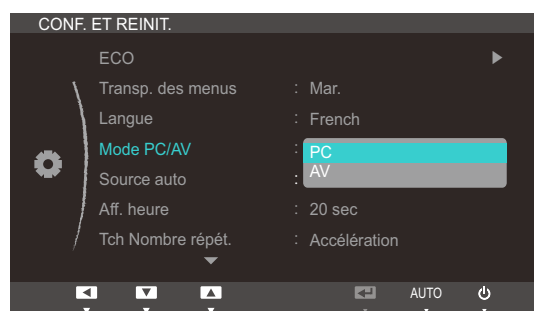 CONF. ET REINIT.
ECO
Transp. des menus : Mar.
Langue : French
Mode PC/AV : PC
AV
Source auto :
Aff. heure : 20 sec
Tch Nombre répét. : Accélération
AUTO